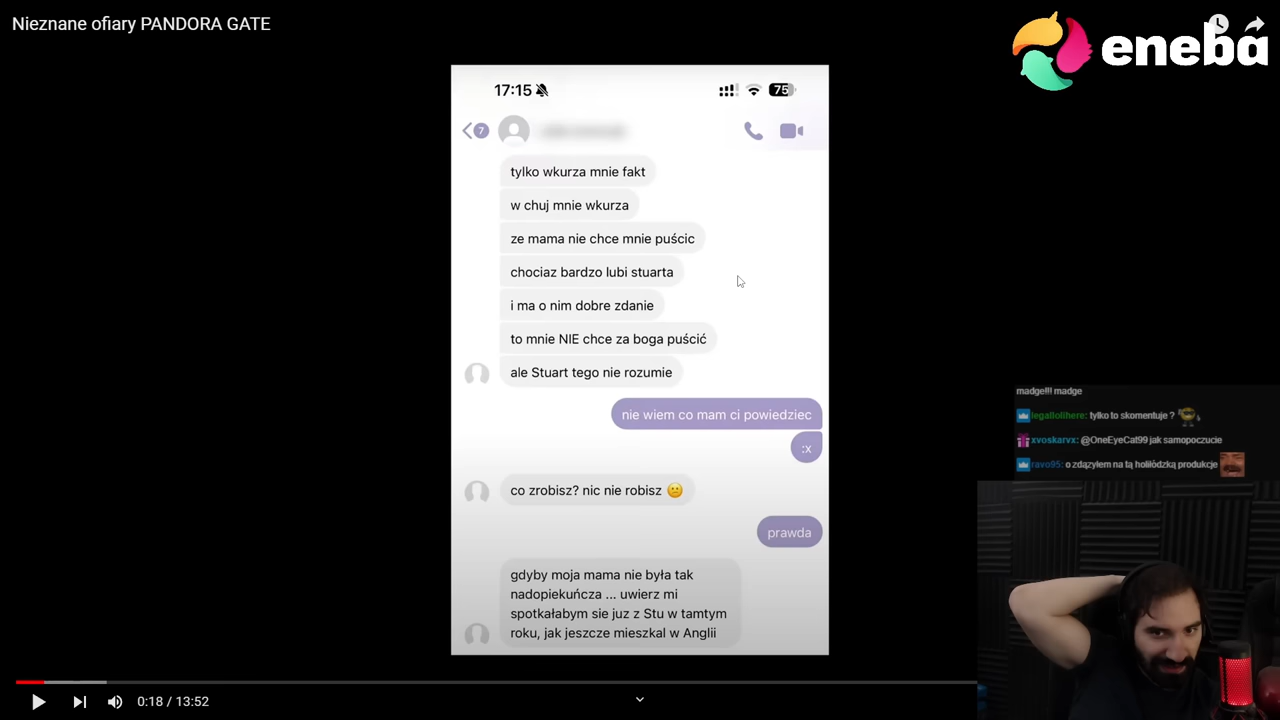 Nieznane ofiary PANDORA GATE
eneba
17:15
75
7
tylko wkurza mnie fakt
w chuj mnie wkurza
ze mama nie chce mnie puścic
chociaz bardzo lubi stuarta
i ma o nim dobre zdanie
to mnie NIE chce za boga puścić
ale Stuart tego nie rozumie
nie wiem co mam ci powiedziec
:x
co zrobisz? nic nie robisz
prawda
gdyby moja mama nie była tak
nadopiekuńcza ... uwierz mi
spotkałabym sie juz z Stu w tamtym
roku, jak jeszcze mieszkal w Anglii
madge!!! madge
legallolihere: tylko to skomentuje ?
xvoskarvx: @OneEyeCat99 jak samopoczucie
ravo95: o zdążyłem na tą holiłódzką produkcje
0:18 / 13:52